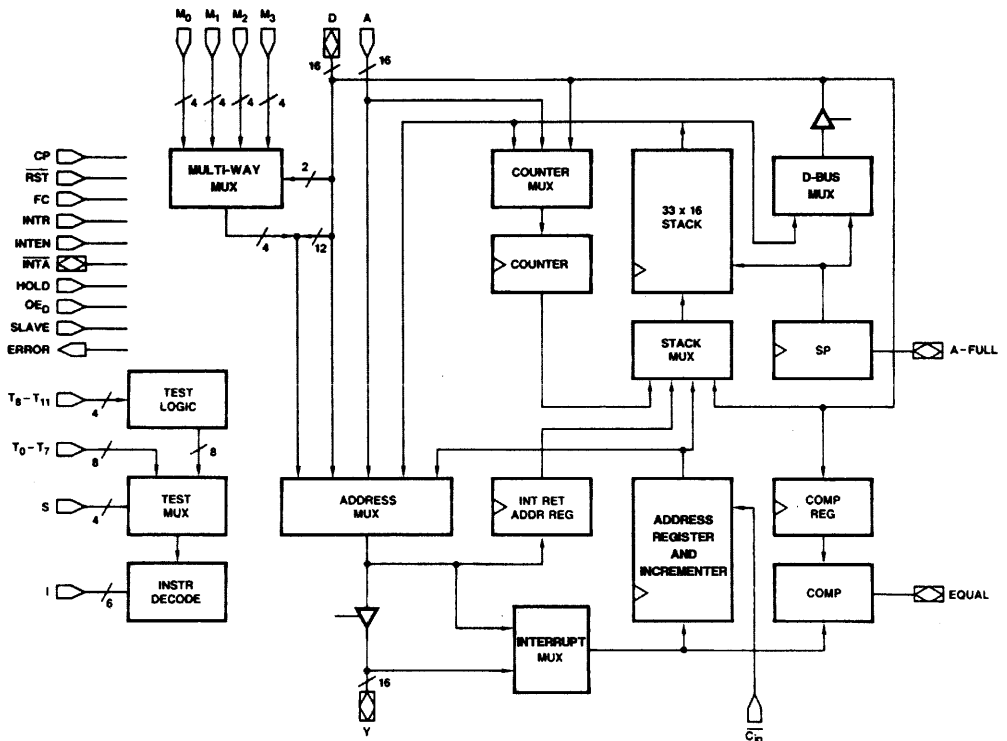 M0 M1 M2 M3 D A
16 16
4 4 4 4
CP
RST
FC
INTR
INTEN
INTA
HOLD
OED
SLAVE
ERROR
MULTI-WAY
MUX
2
4
12
COUNTER
MUX
COUNTER
33 x 16
STACK
D-BUS
MUX
STACK
MUX
SP
A-FULL
T8-T11
4
TEST
LOGIC
8
T0-T7
8
S
4
TEST
MUX
I
6
INSTR
DECODE
ADDRESS
MUX
INT RET
ADDR REG
ADDRESS
REGISTER
AND
INCREMENTER
COMP
REG
COMP
EQUAL
INTERRUPT
MUX
16
Y
Cin